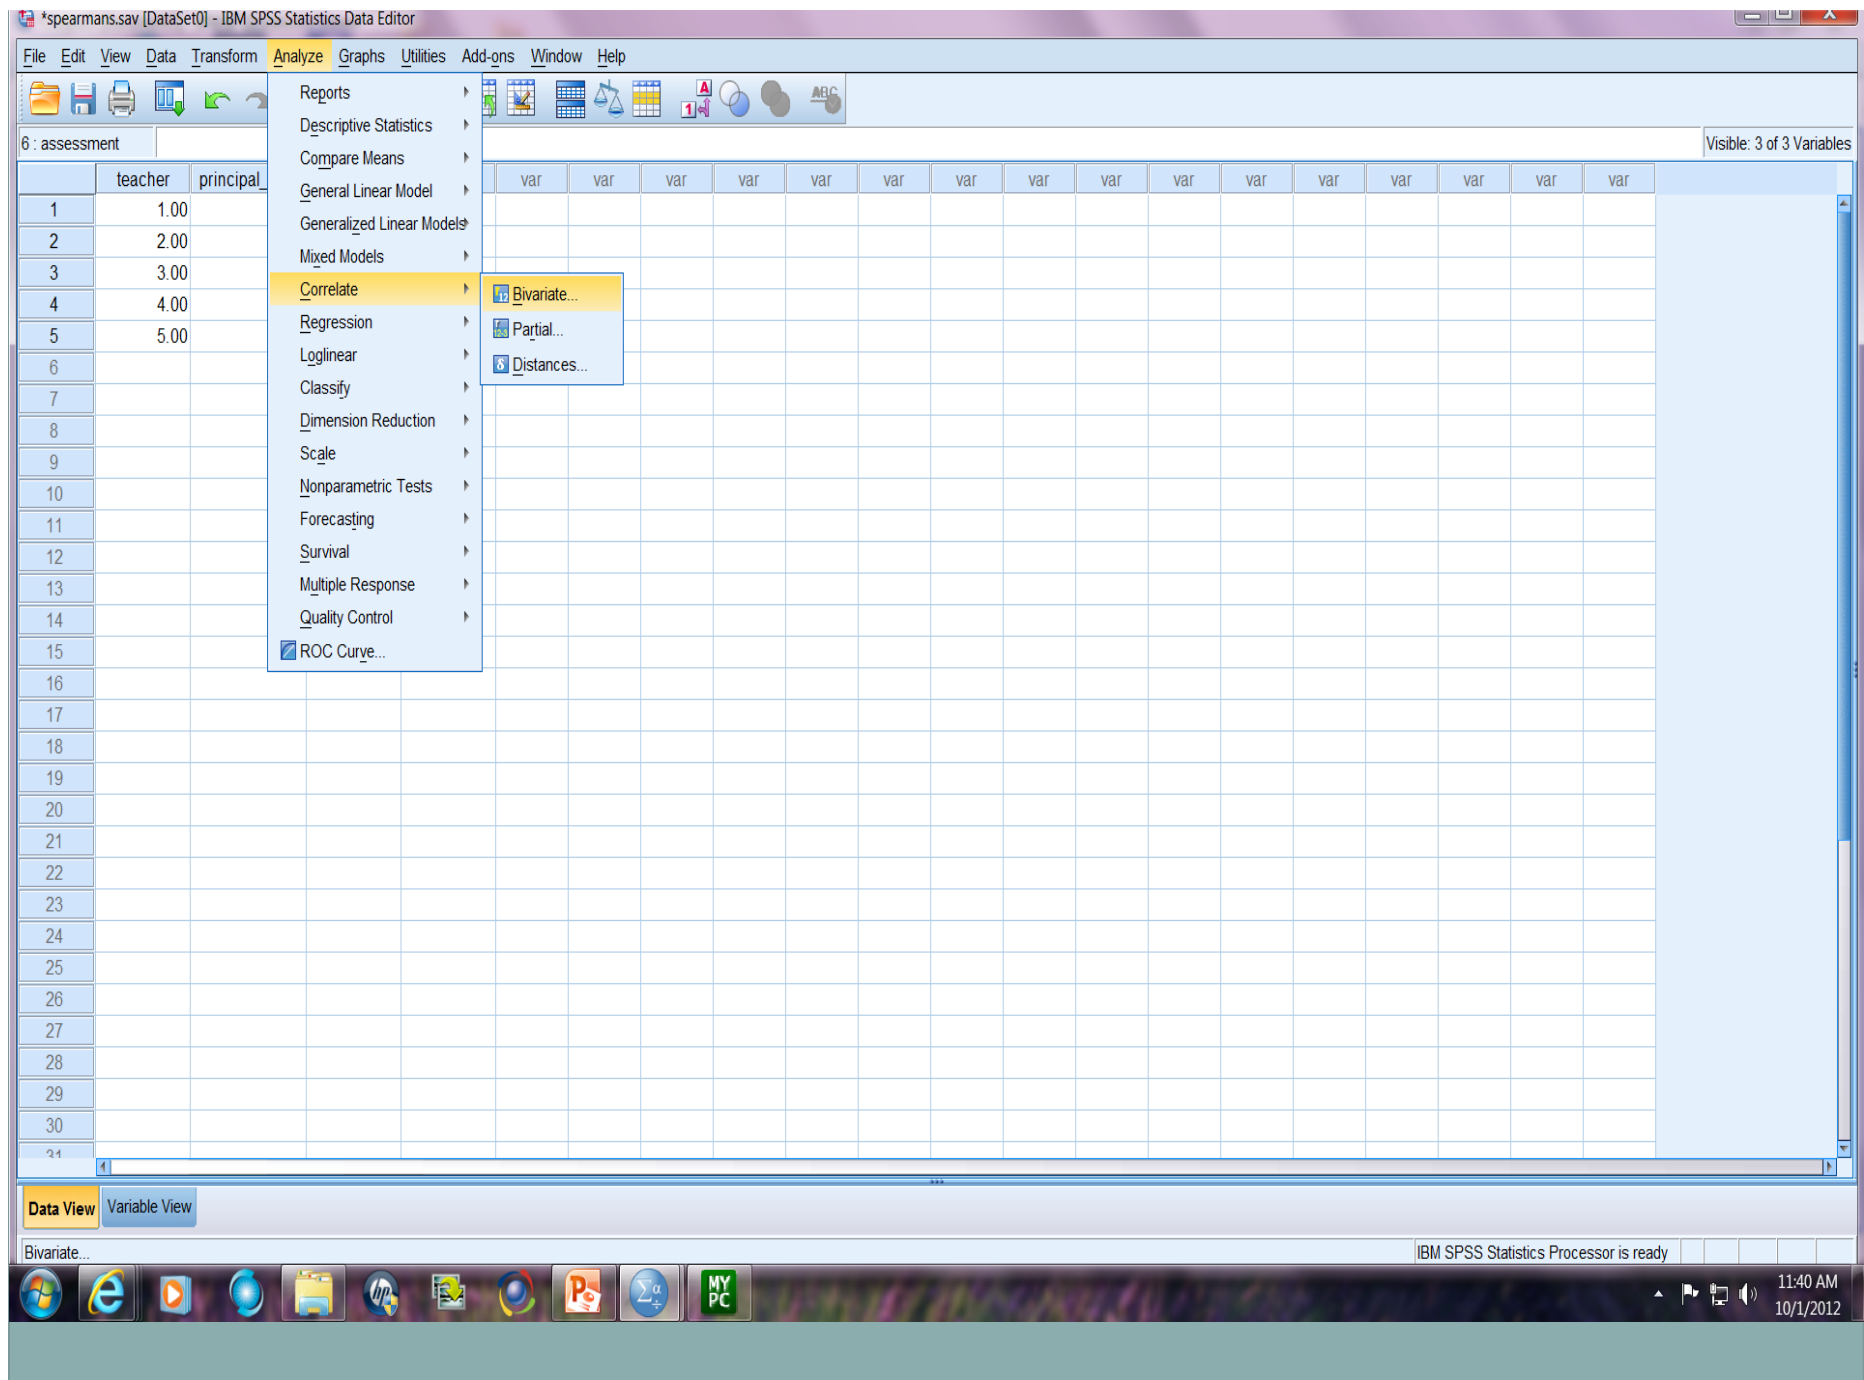 *spearmans.sav [DataSet0] - IBM SPSS Statistics Data Editor
File Edit View Data Transform Analyze Graphs Utilities Add-ons Window Help
6 : assessment
Visible: 3 of 3 Variables
teacher principal_ var var var var var var var var var var var var var var var var
1 1.00
2 2.00
3 3.00
4 4.00
5 5.00
6
7
8
9
10
11
12
13
14
15
16
17
18
19
20
21
22
23
24
25
26
27
28
29
30
31
Reports
Descriptive Statistics
Compare Means
General Linear Model
Generalized Linear Models
Mixed Models
Correlate
Regression
Loglinear
Classify
Dimension Reduction
Scale
Nonparametric Tests
Forecasting
Survival
Multiple Response
Quality Control
ROC Curve...
Bivariate...
Partial...
Distances...
Data View Variable View
Bivariate...
IBM SPSS Statistics Processor is ready
MY
PC
11:40 AM
10/1/2012